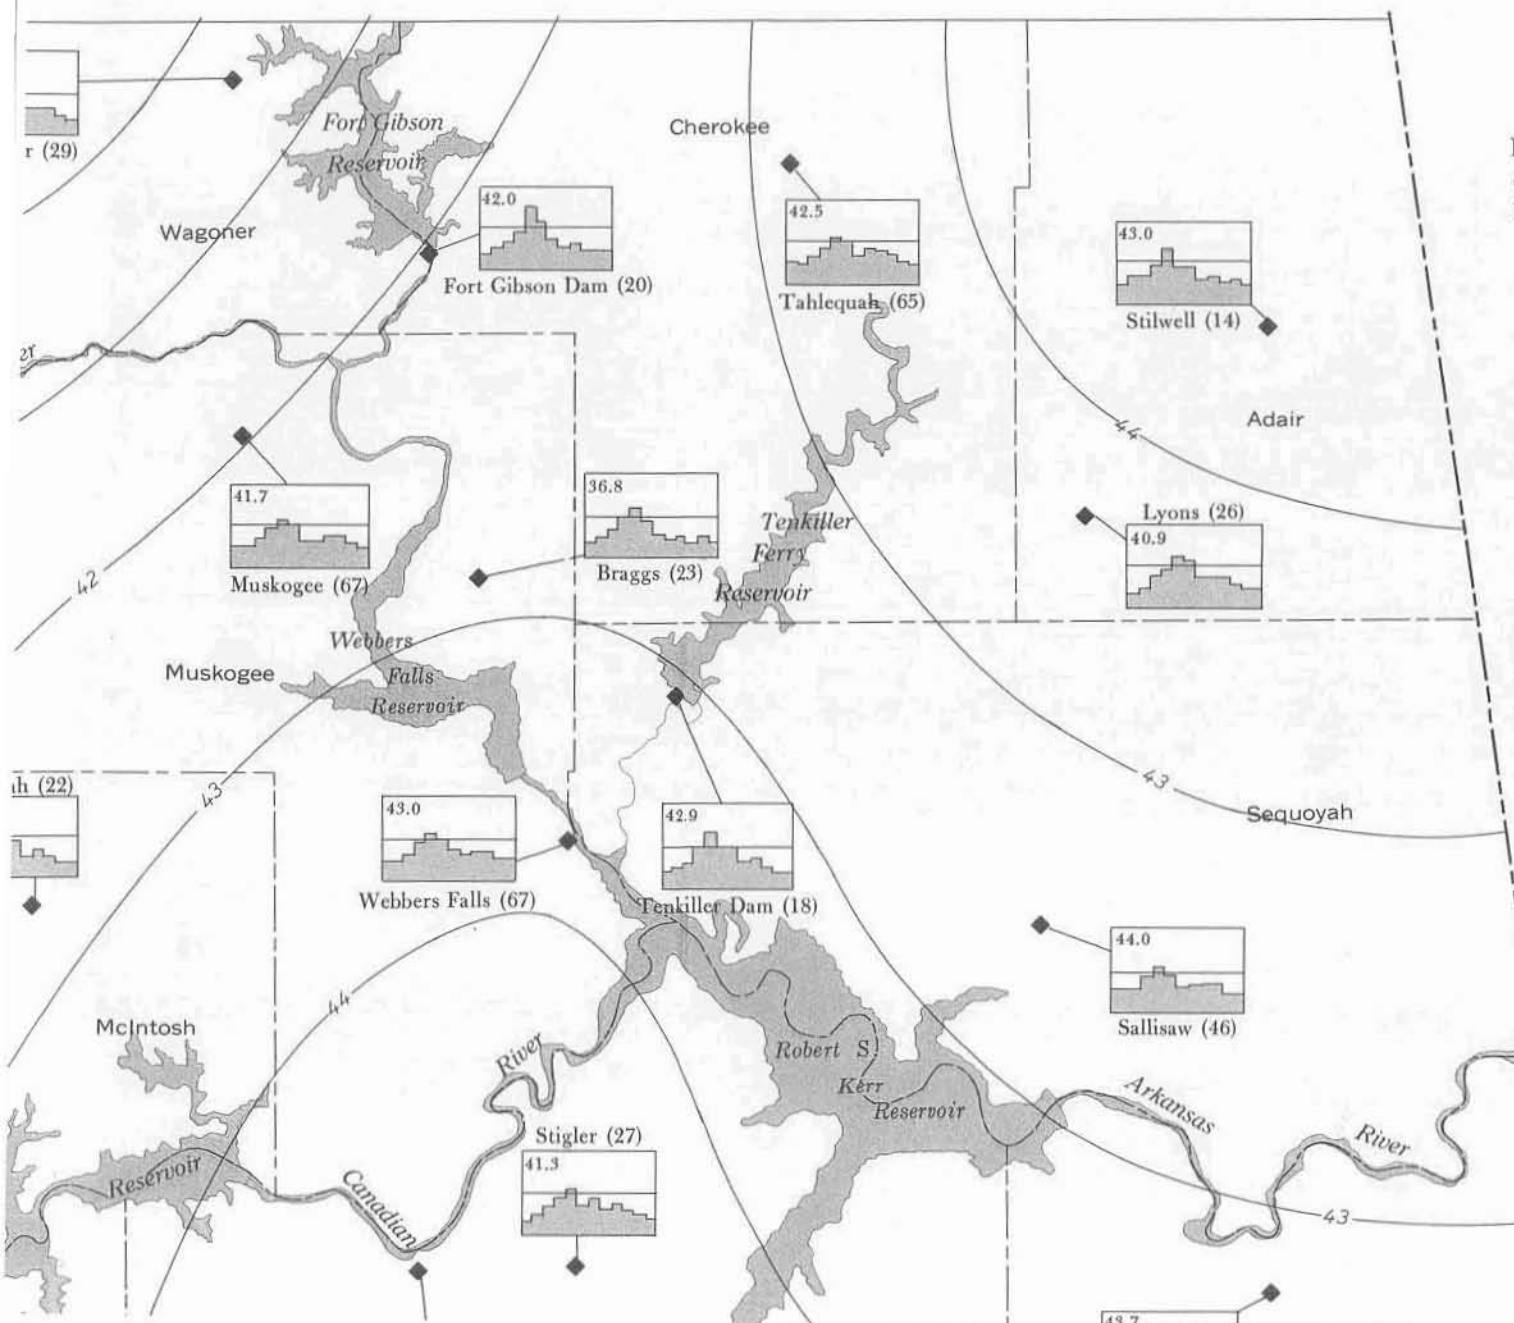 Fort Gibson
Reservoir
Cherokee
(29)
42.0
Fort Gibson Dam (20)
Wagoner
42.5
Tahlequah (65)
43.0
Stilwell (14)
44
Adair
41.7
Muskogee (67)
42
36.8
Braggs (23)
Tenkiller
Ferry
Reservoir
Lyons (26)
40.9
Webbers
Falls
Reservoir
Muskogee
(22)
43
43
Sequoyah
43.0
Webbers Falls (67)
42.9
Tenkiller Dam (18)
44
McIntosh
44.0
Sallisaw (46)
River
Robert S.
Kerr
Reservoir
Arkansas
River
Stigler (27)
41.3
Reservoir
Canadian
43
43.7